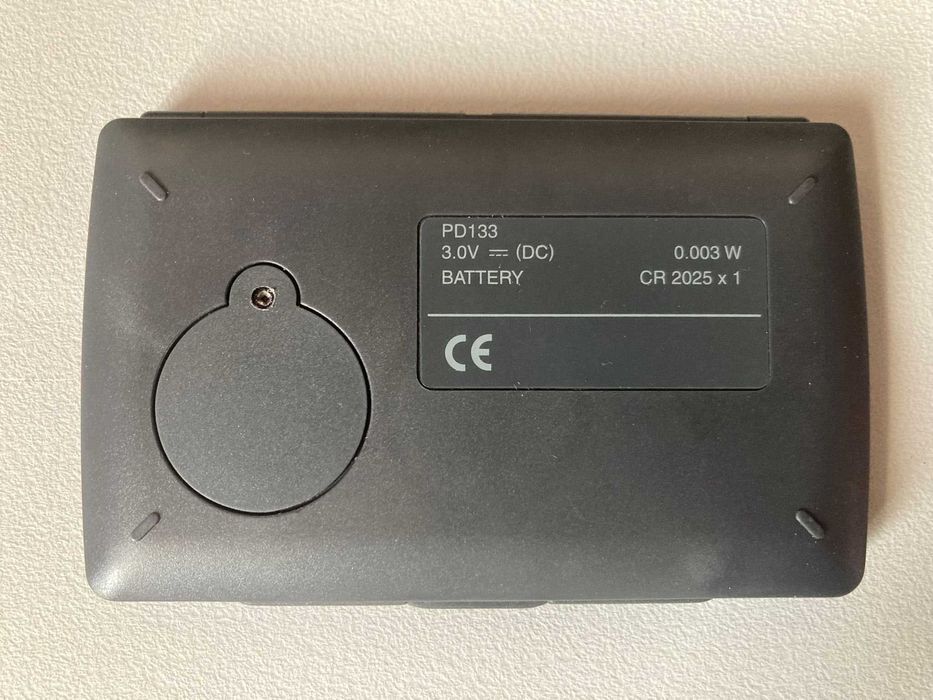 PD133
3.0V ⎓ (DC) 0.003 W
BATTERY CR 2025 x 1
CE